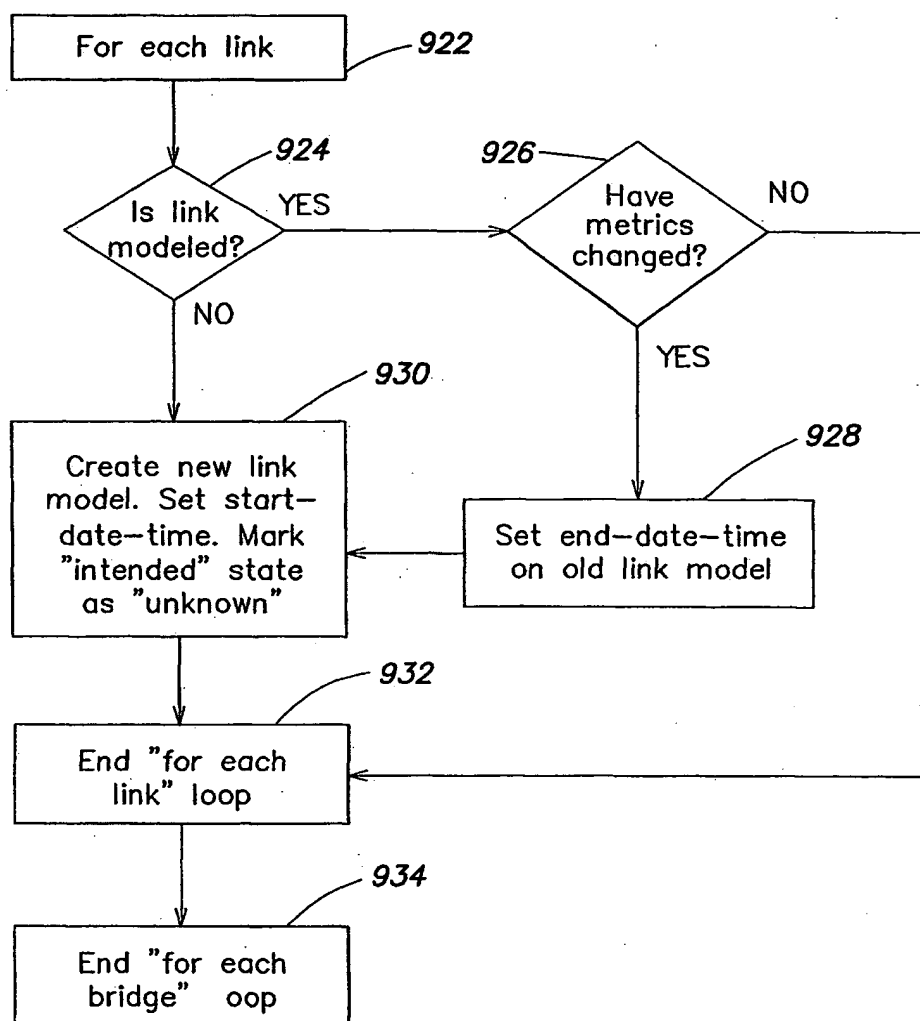 For each link
922
924
Is link
modeled?
YES
NO
926
Have
metrics
changed?
NO
YES
930
Create new link
model. Set start-
date-time. Mark
"intended" state
as "unknown"
928
Set end-date-time
on old link model
932
End "for each
link" loop
934
End "for each
bridge" oop